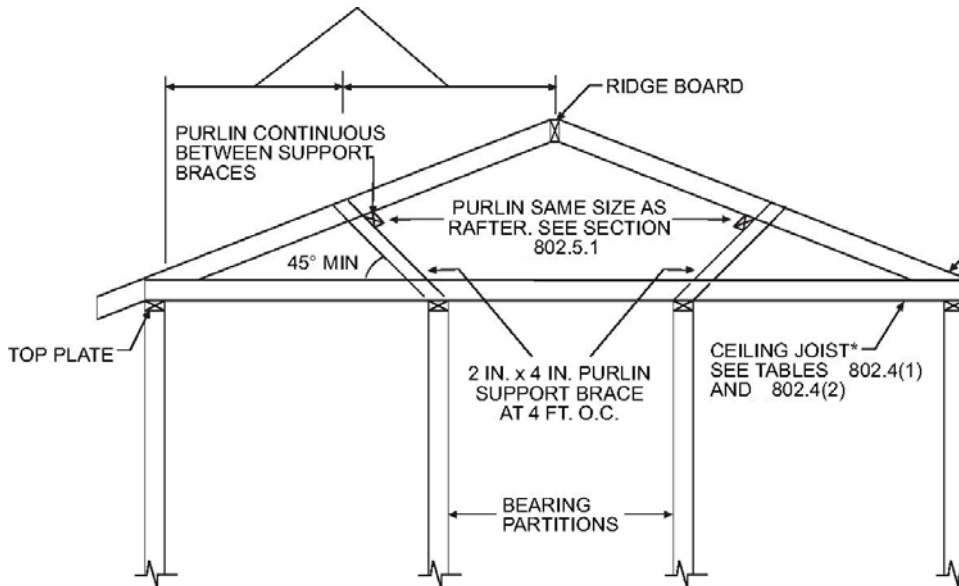 RIDGE BOARD
PURLIN CONTINUOUS
BETWEEN SUPPORT
BRACES
PURLIN SAME SIZE AS
RAFTER. SEE SECTION
802.5.1
45° MIN
TOP PLATE
2 IN. x 4 IN. PURLIN
SUPPORT BRACE
AT 4 FT. O.C.
CEILING JOIST*
SEE TABLES 802.4(1)
AND 802.4(2)
BEARING
PARTITIONS